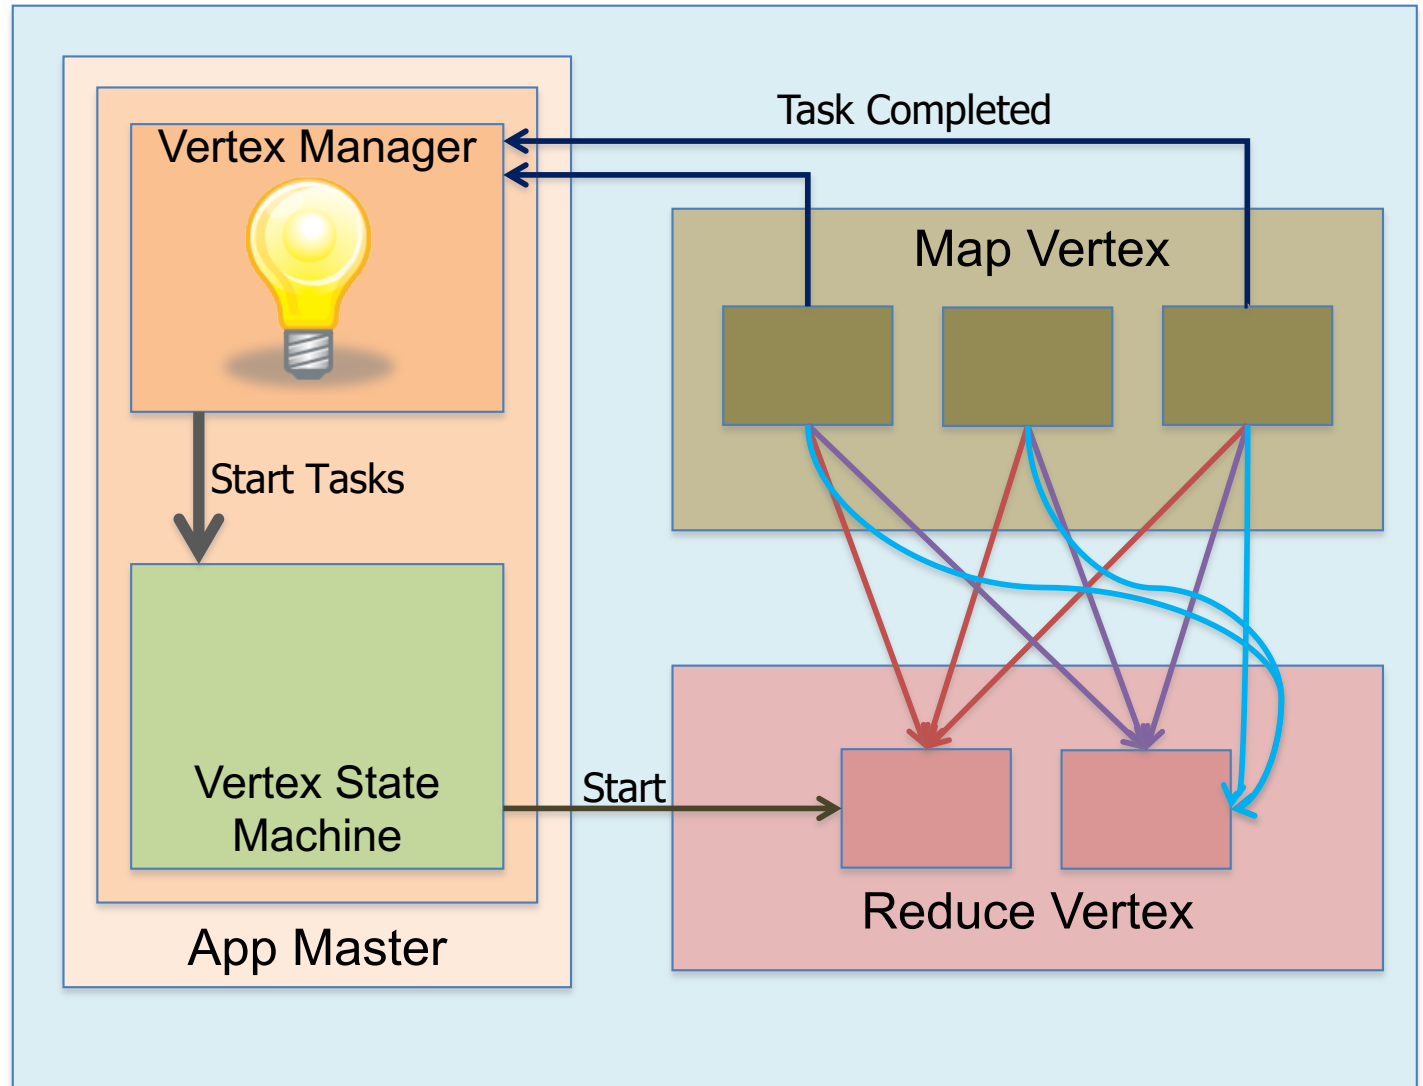 Task Completed
Vertex Manager
Map Vertex
Start Tasks
Vertex State
Machine
Start
Reduce Vertex
App Master